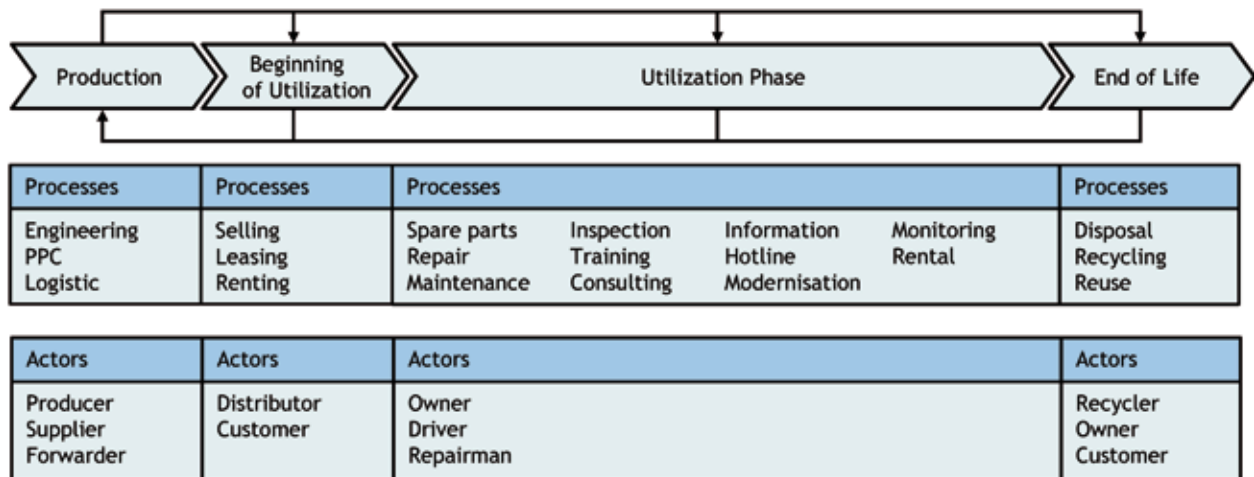 Production
Beginning
of Utilization
Utilization Phase
End of Life
Processes
Engineering
PPC
Logistic
Processes
Selling
Leasing
Renting
Processes
Spare parts
Repair
Maintenance
Inspection
Training
Consulting
Information
Hotline
Modernisation
Monitoring
Rental
Processes
Disposal
Recycling
Reuse
Actors
Producer
Supplier
Forwarder
Actors
Distributor
Customer
Actors
Owner
Driver
Repairman
Actors
Recycler
Owner
Customer